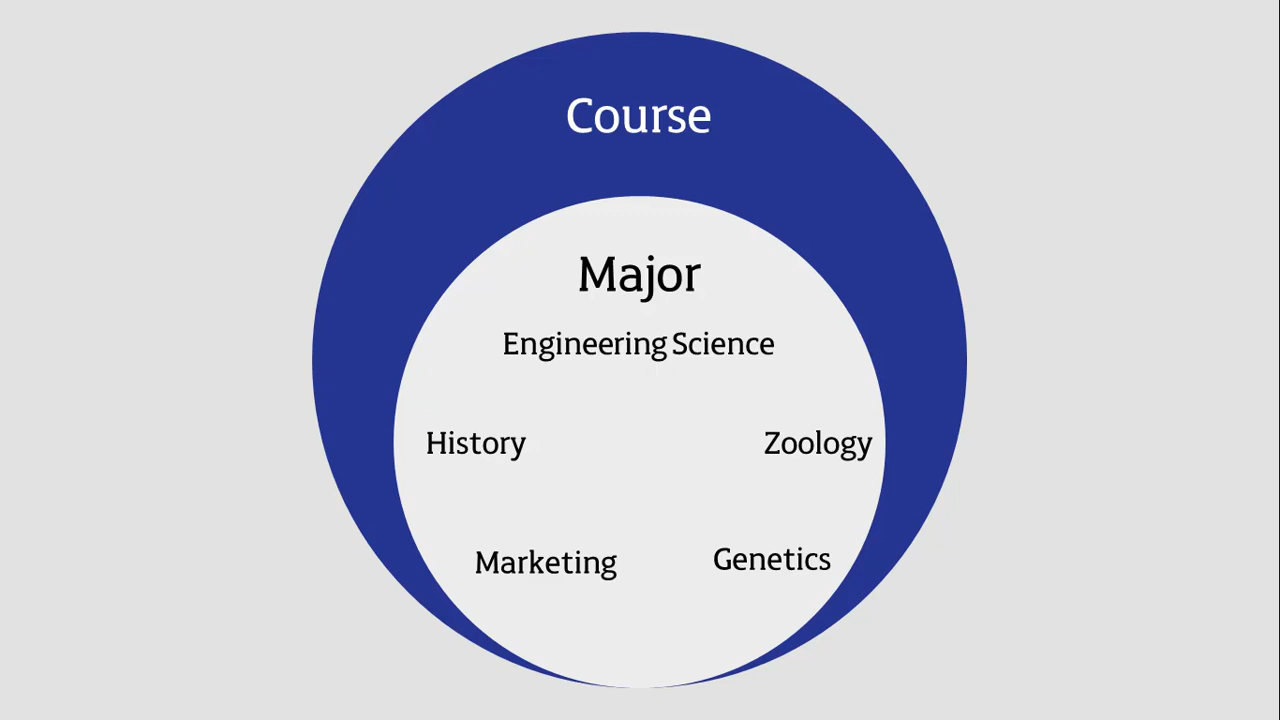 Course
Major
Engineering Science
History
Zoology
Marketing
Genetics